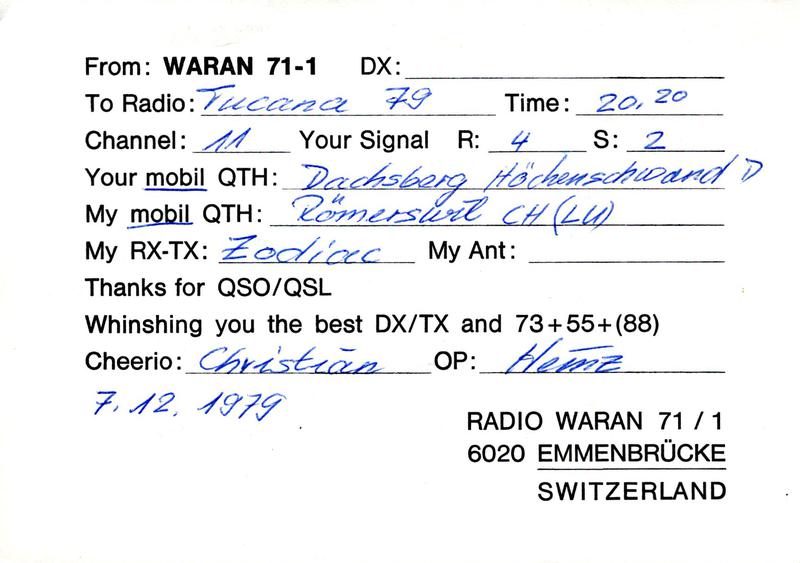 From: WARAN 71-1 DX:
To Radio: Tucana 79 Time: 20.20
Channel: 11 Your Signal R: 4 S: 2
Your mobil QTH: Dachsberg Höchenschwand D
My mobil QTH: Römerswil CH (LU)
My RX-TX: Zodiac My Ant:
Thanks for QSO/QSL
Whinshing you the best DX/TX and 73+55+(88)
Cheerio: Christian OP: Heinz
7.12.1979
RADIO WARAN 71 / 1
6020 EMMENBRÜCKE
SWITZERLAND